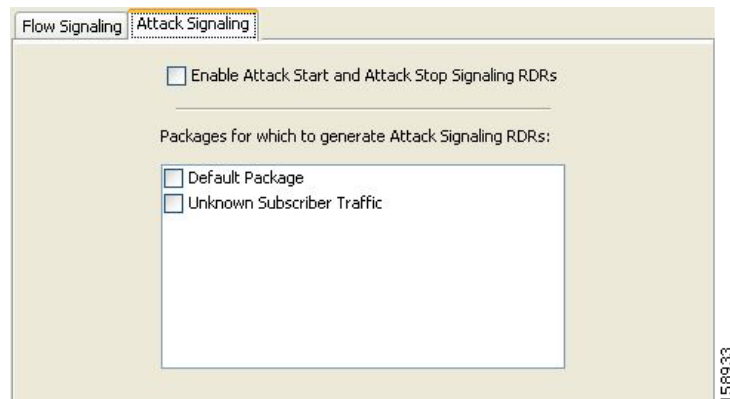 Flow Signaling Attack Signaling
Enable Attack Start and Attack Stop Signaling RDRs
Packages for which to generate Attack Signaling RDRs:
Default Package
Unknown Subscriber Traffic
158933